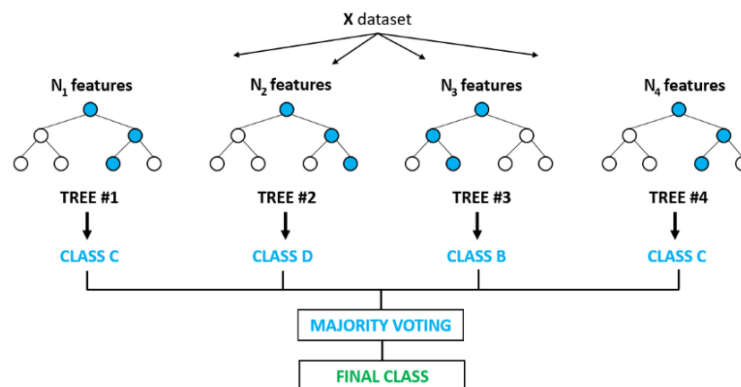 X dataset
N₁ features N₂ features N₃ features N₄ features
TREE #1 TREE #2 TREE #3 TREE #4
CLASS C CLASS D CLASS B CLASS C
MAJORITY VOTING
FINAL CLASS